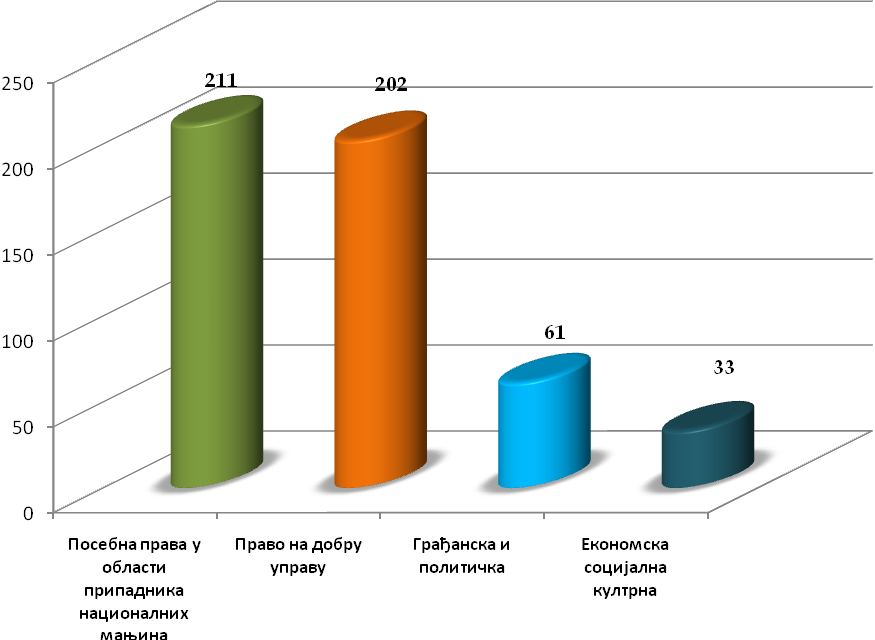 250
200
150
100
50
0
211
202
61
33
Посебна права у
области
припадника
националних
мањина
Право на добру
управу
Грађанска и
политичка
Економска
социјална
култрна